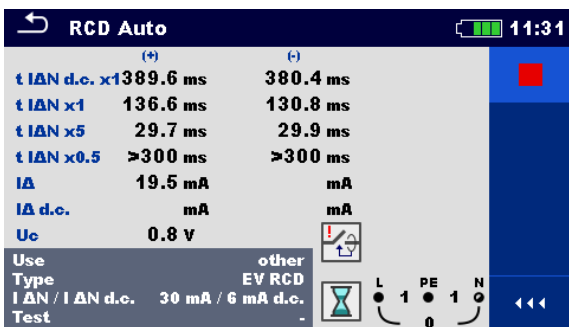 RCD Auto 11:31
(+) (-)
t IΔN d.c. x1 389.6 ms 380.4 ms
t IΔN x1 136.6 ms 130.8 ms
t IΔN x5 29.7 ms 29.9 ms
t IΔN x0.5 >300 ms >300 ms
IΔ 19.5 mA mA
IΔ d.c. mA mA
Uc 0.8 V
Use other
Type EV RCD
I ΔN / I ΔN d.c. 30 mA / 6 mA d.c.
Test -
L PE N
1 1
0